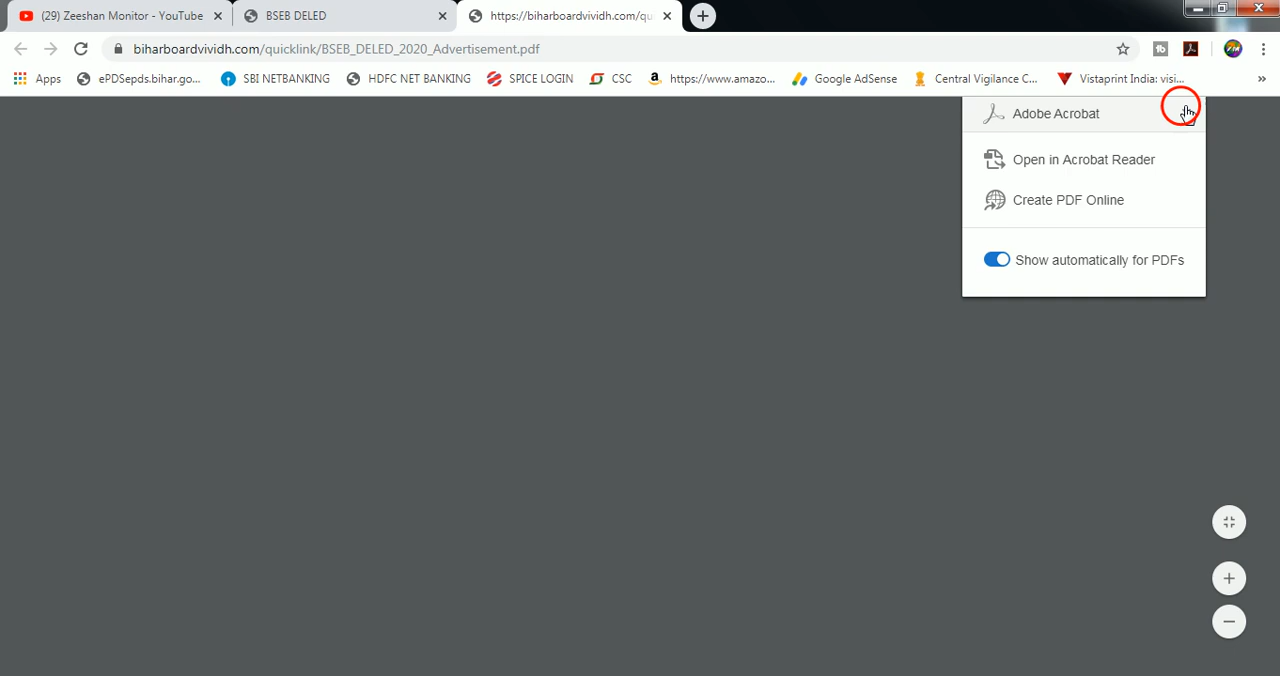 (29) Zeeshan Monitor - YouTube
BSEB DELED
https://biharboardvividh.com/qu
biharboardvividh.com/quicklink/BSEB_DELED_2020_Advertisement.pdf
Apps
ePDSepds.bihar.go...
SBI NETBANKING
HDFC NET BANKING
SPICE LOGIN
CSC
https://www.amazo...
Google AdSense
Central Vigilance C...
Vistaprint India: visi...
Adobe Acrobat
Open in Acrobat Reader
Create PDF Online
Show automatically for PDFs